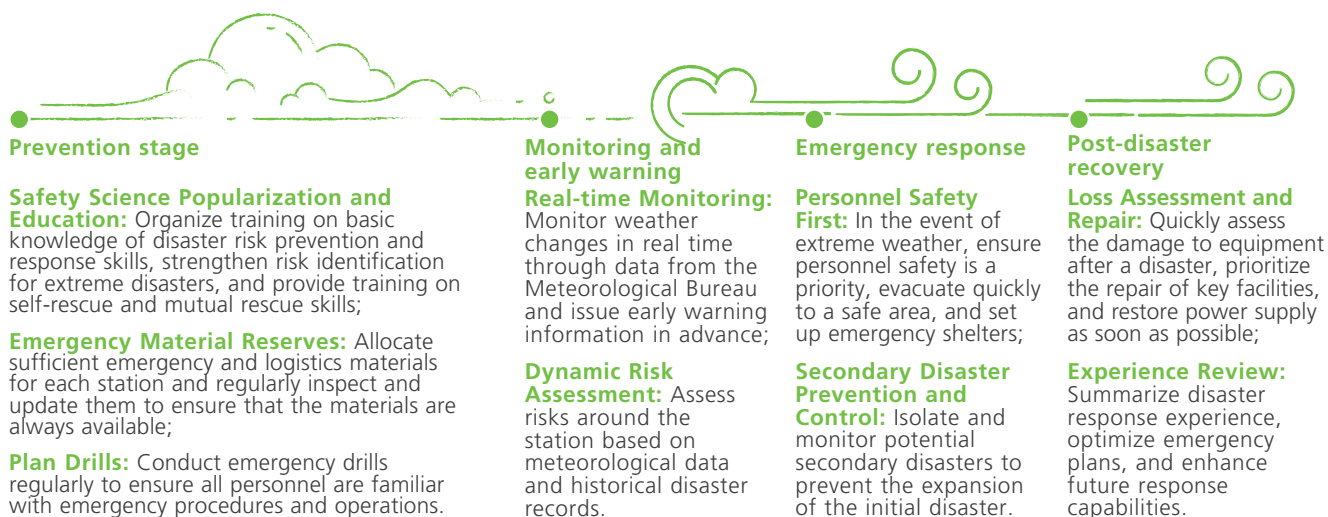 Prevention stage
Safety Science Popularization and
Education: Organize training on basic
knowledge of disaster risk prevention and
response skills, strengthen risk identification
for extreme disasters, and provide training on
self-rescue and mutual rescue skills;
Emergency Material Reserves: Allocate
sufficient emergency and logistics materials
for each station and regularly inspect and
update them to ensure that the materials are
always available;
Plan Drills: Conduct emergency drills
regularly to ensure all personnel are familiar
with emergency procedures and operations.
Monitoring and
early warning
Real-time Monitoring:
Monitor weather
changes in real time
through data from the
Meteorological Bureau
and issue early warning
information in advance;
Dynamic Risk
Assessment: Assess
risks around the
station based on
meteorological data
and historical disaster
records.
Emergency response
Personnel Safety
First: In the event of
extreme weather, ensure
personnel safety is a
priority, evacuate quickly
to a safe area, and set
up emergency shelters;
Secondary Disaster
Prevention and
Control: Isolate and
monitor potential
secondary disasters to
prevent the expansion
of the initial disaster.
Post-disaster
recovery
Loss Assessment and
Repair: Quickly assess
the damage to equipment
after a disaster, prioritize
the repair of key facilities,
and restore power supply
as soon as possible;
Experience Review:
Summarize disaster
response experience,
optimize emergency
plans, and enhance
future response
capabilities.